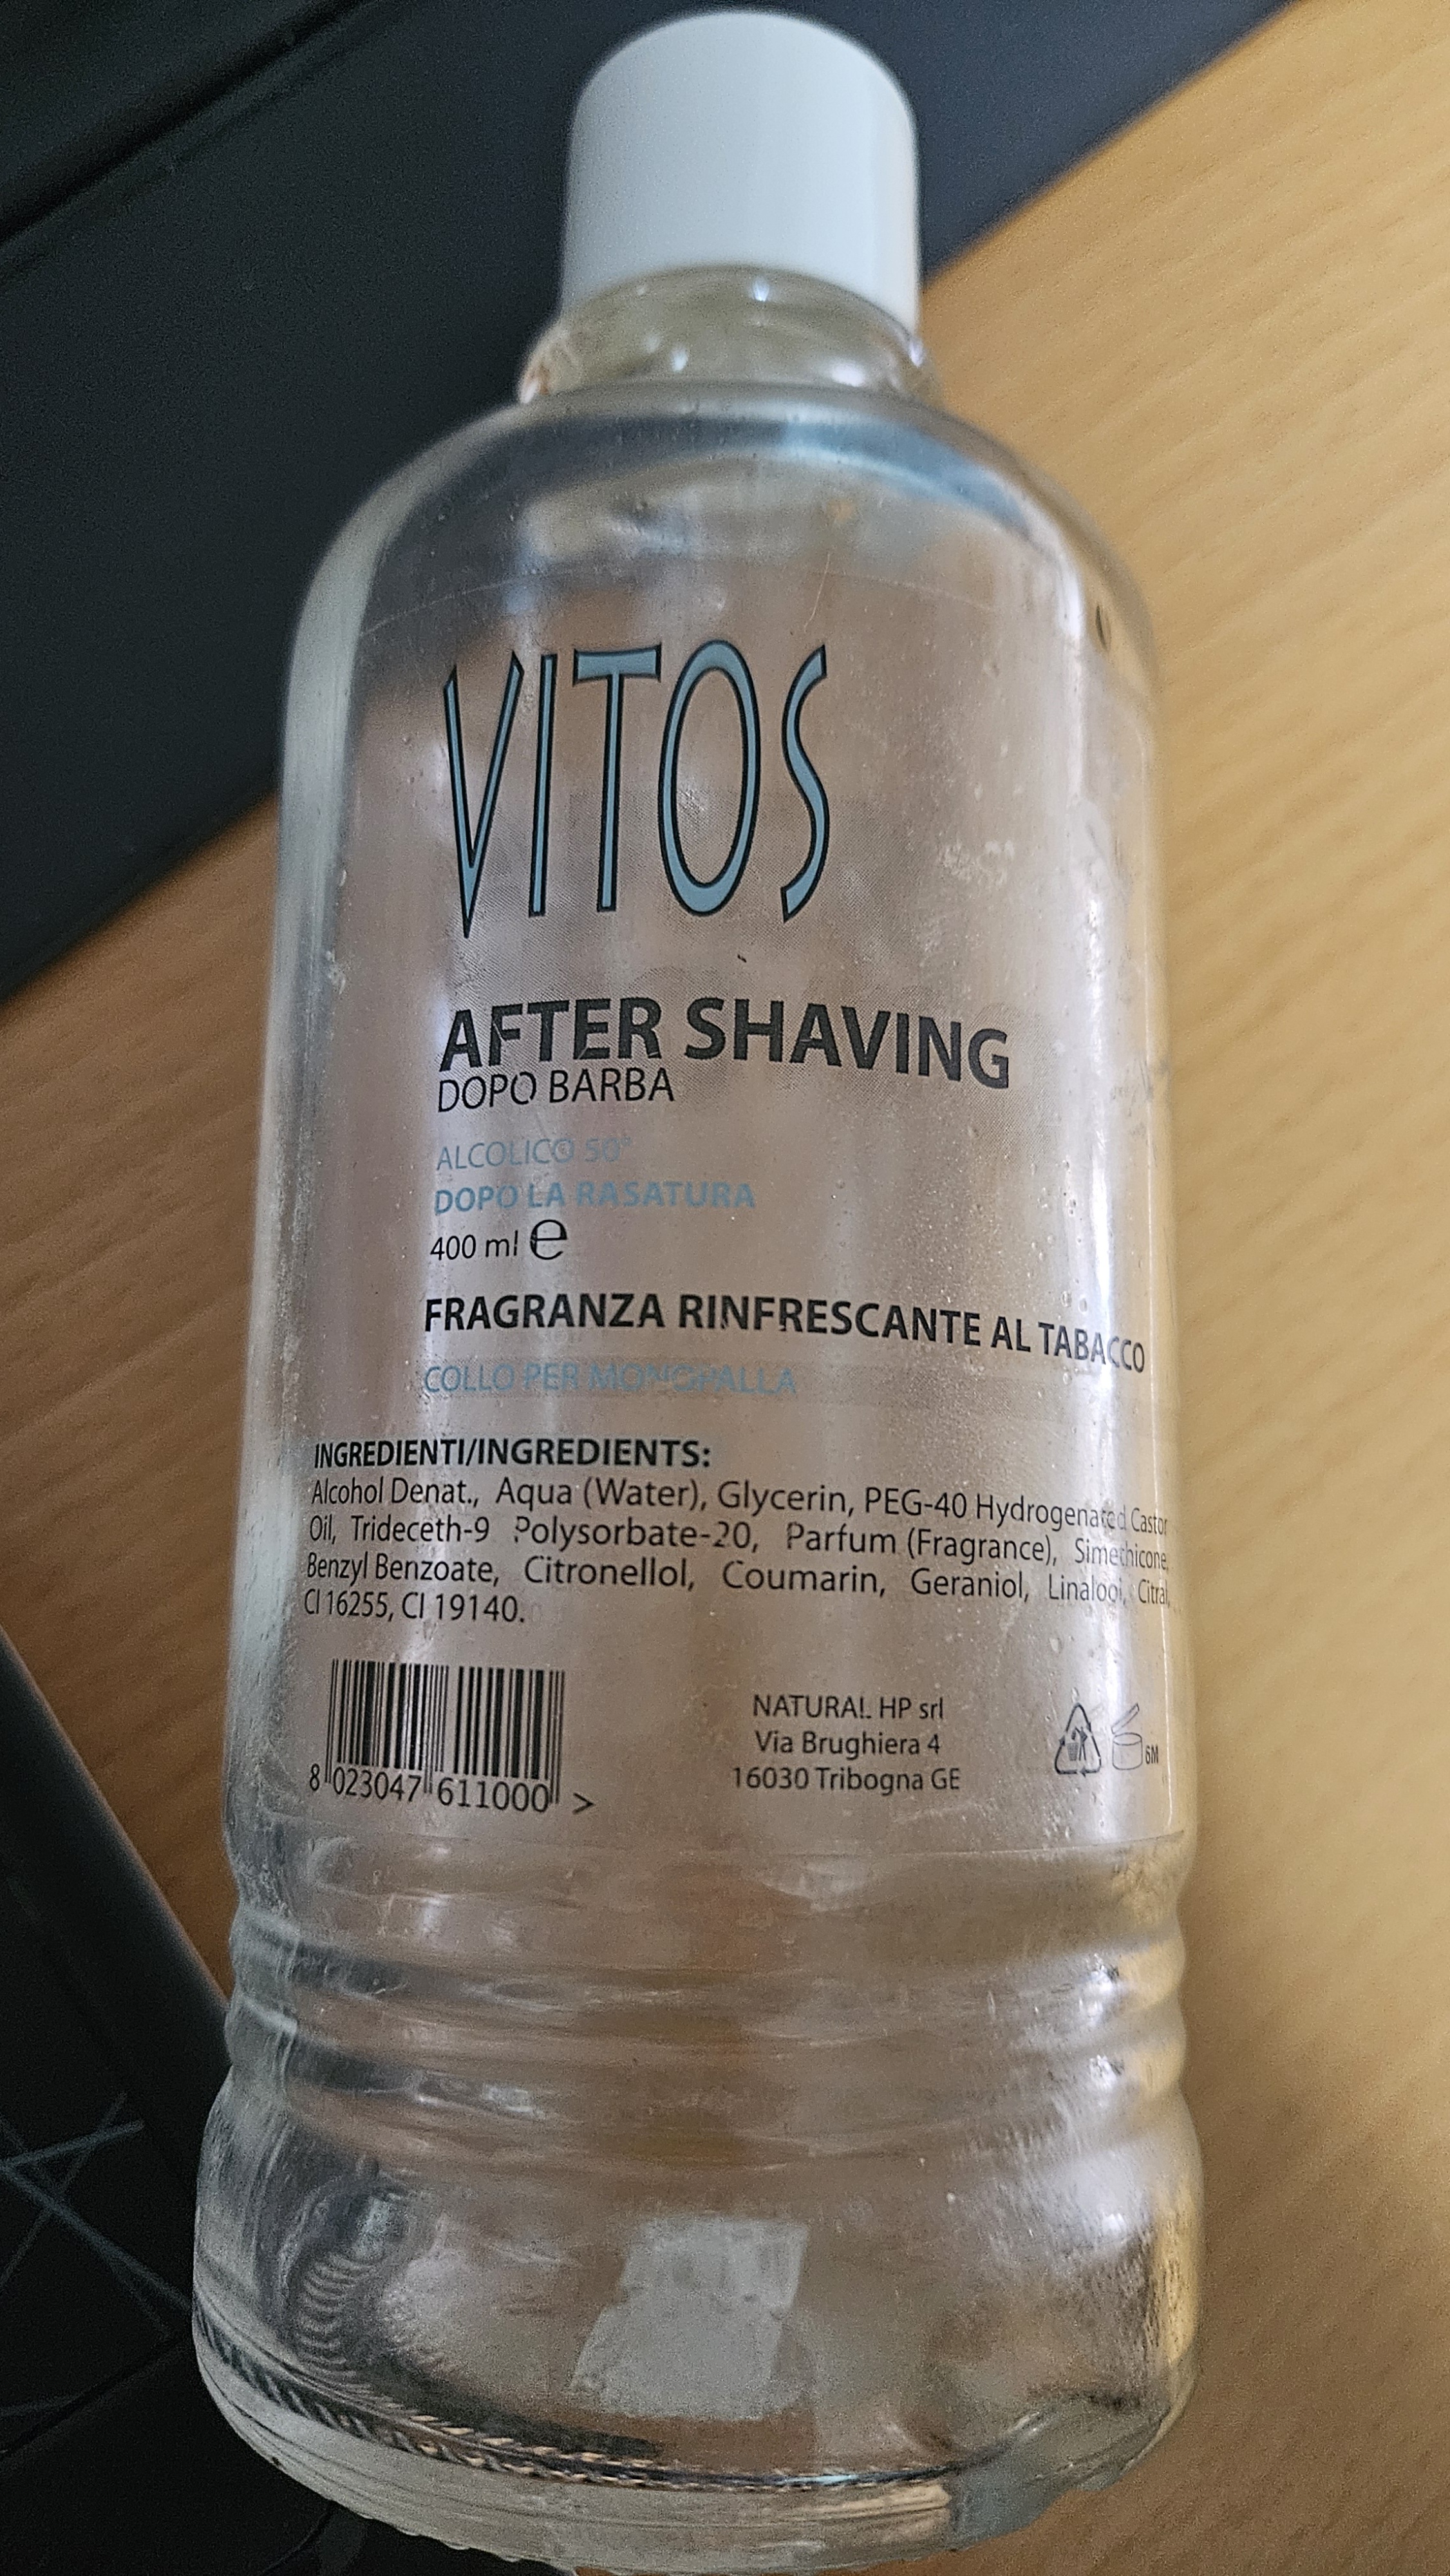 VITOS
AFTER SHAVING
DOPO BARBA
ALCOLICO 50°
DOPO LA RASATURA
400 ml e
FRAGRANZA RINFRESCANTE AL TABACCO
COLLO PER MONOPALLA
INGREDIENTI/INGREDIENTS:
Alcohol Denat., Aqua (Water), Glycerin, PEG-40 Hydrogenated Castor
Oil, Trideceth-9 Polysorbate-20, Parfum (Fragrance), Simethicone,
Benzyl Benzoate, Citronellol, Coumarin, Geraniol, Linalool, Citral,
CI 16255, CI 19140.
8 023047 611000 >
NATURAL HP srl
Via Brughiera 4
16030 Tribogna GE
6M